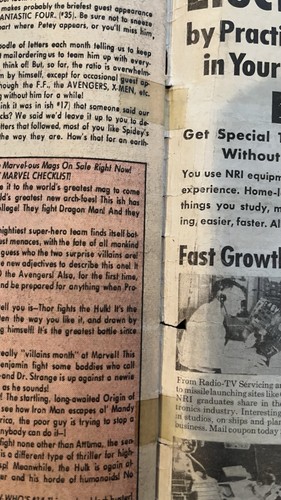 makes probably the briefest guest appearance
ANTASTIC FOUR. (#35). Be sure not to sneeze
part where Petey appears, or you'll miss him,
oodle of letters each month telling us to keep
mailordering us to team him up with every-
think of! But, so far, the ratio is overwhelm-
m by himself, except for occasional guest ap-
hough the F.F., the AVENGERS, X-MEN, etc.
g without him for a while!
ink it was in ish #17) that someone said our
cks? We said we'd leave it up to you to de-
tters that followed, most of you like Spidey's
y the way they are. How's that for an earth-
Marvel-ous Mags On Sale Right Now!
MARVEL CHECKLIST!
e it to the world's greatest mag to come
ld's greatest new arch-foes! This ish has
ollege! They fight Dragon Man! And they
mightiest super-hero team finds itself bat-
st menaces, with the fate of all mankind
guess who the two surprise villains are!
e new adjectives to describe this one! It
the Avengers! Also, for the first time,
and be prepared for anything when Pro-
ell you is—Thor fights the Hulk! It's the
en the way you like it, and drawn by
g himself! It's the greatest battle since
eally "villains month" at Marvel! This
enjamin fight some baddies who call
—and Dr. Strange is up against a newie
as he sounds!
The startling, long-awaited Origin of
see how Iron Man escapes ol' Mandy
rica, the poor guy is trying to stop a
nybody can do it—!
fight none other than Attuma, the sen-
is a different type of thriller for high-
sp! Meanwhile, the Hulk is again at
er and his horde of humanoids! No
by Practi
in Your
Get Special T
Without
You use NRI equipm
experience. Home-l
things you study, m
ing, easier, faster. Al
Fast Growth
From Radio-TV Servicing a
to missile launching sites like
NRI graduates share in the
tronics industry. Interesting
in studios, on ships and plan
business. Mail coupon today